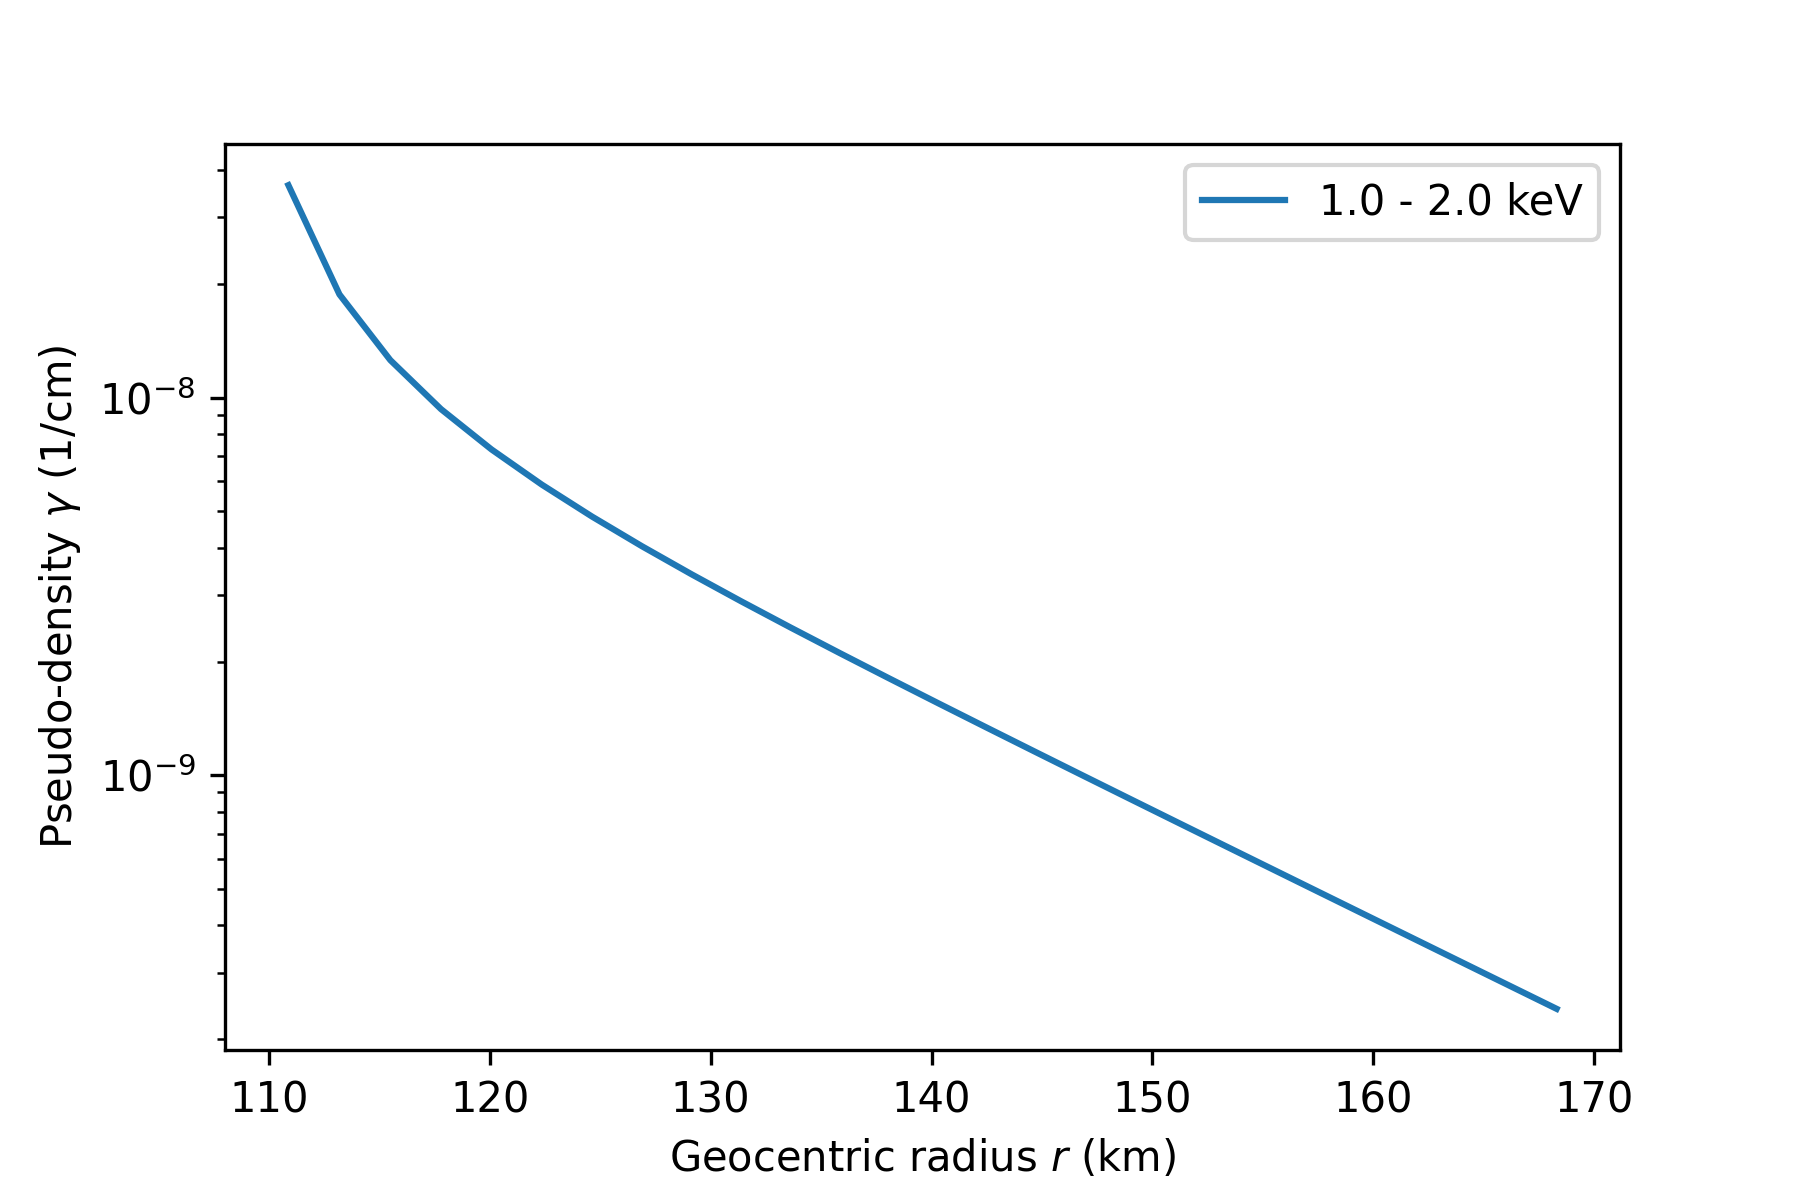 1.0 - 2.0 keV
Pseudo-density γ (1/cm)
10⁻⁸
10⁻⁹
110 120 130 140 150 160 170
Geocentric radius r (km)